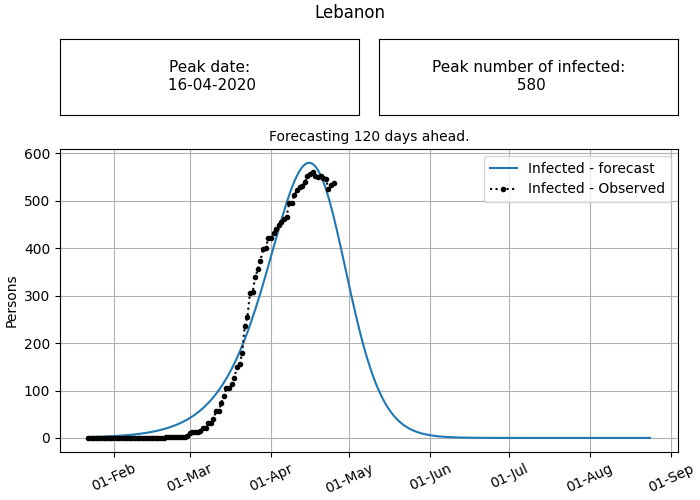 Lebanon
Peak date:
16-04-2020
Peak number of infected:
580
Forecasting 120 days ahead.
Infected - forecast
Infected - Observed
Persons
600
500
400
300
200
100
0
01-Feb
01-Mar
01-Apr
01-May
01-Jun
01-Jul
01-Aug
01-Sep